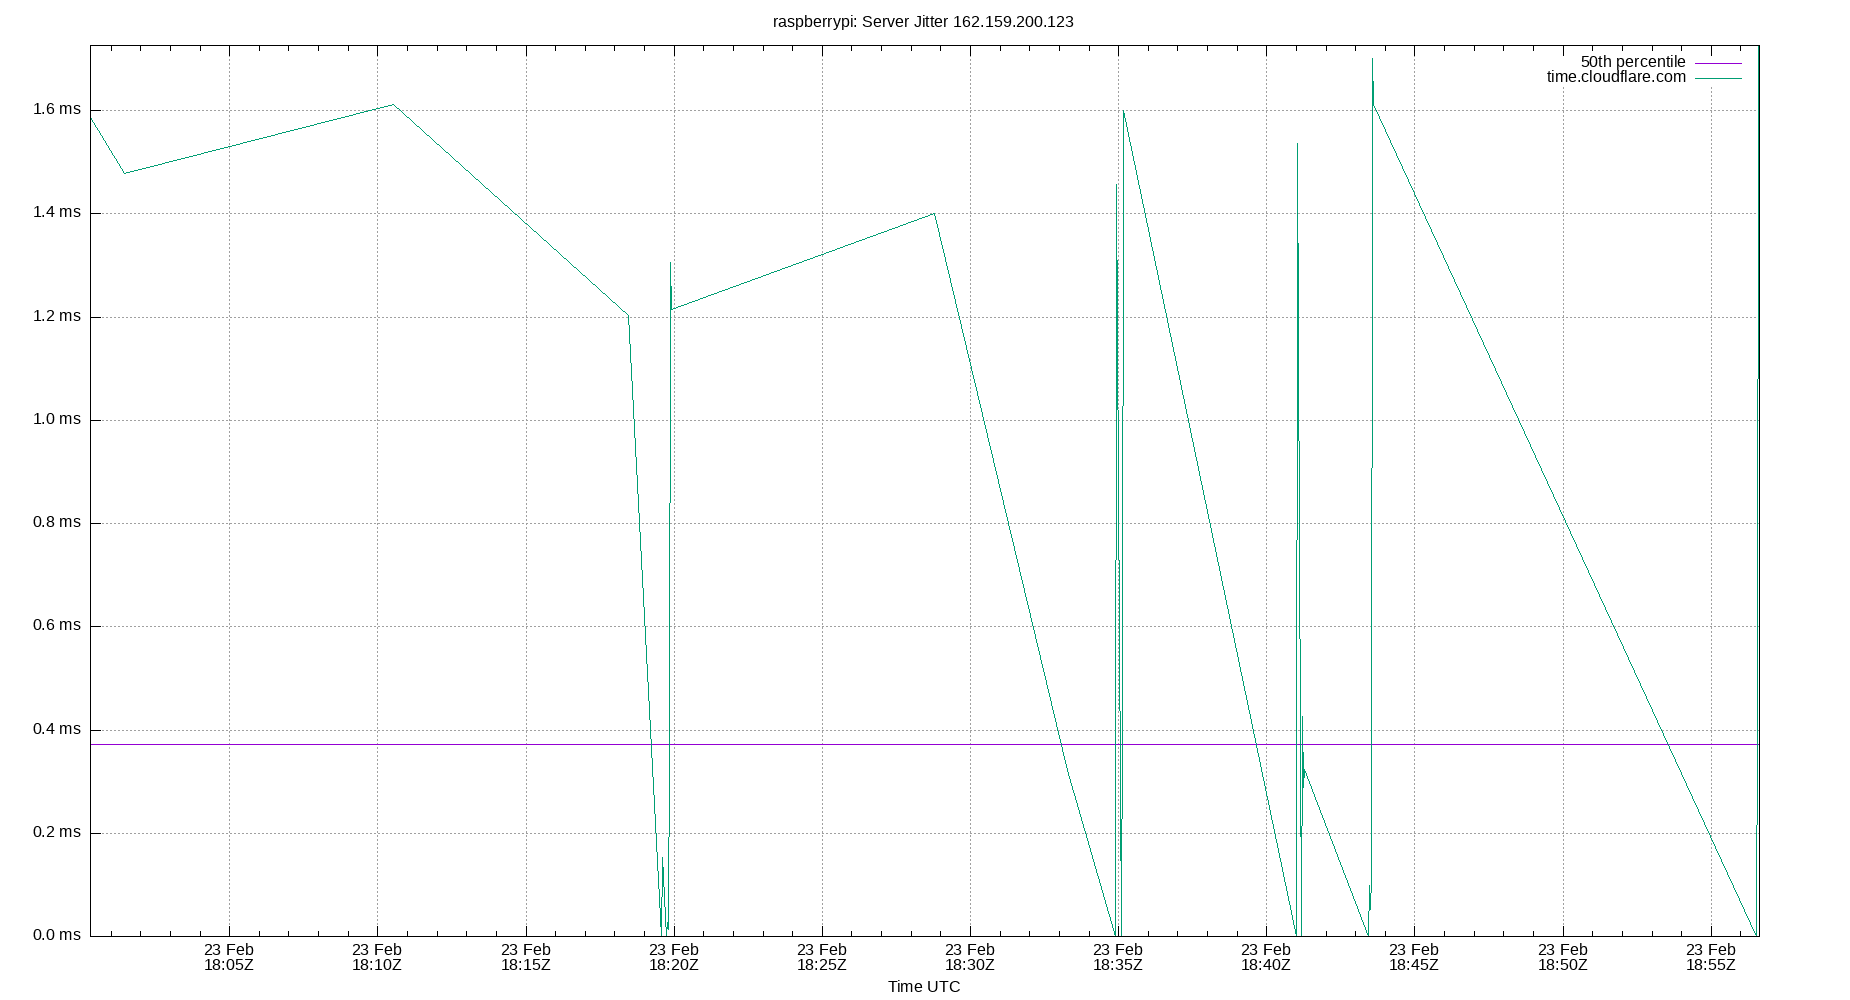 raspberrypi: Server Jitter 162.159.200.123
50th percentile
time.cloudflare.com
1.6 ms
1.4 ms
1.2 ms
1.0 ms
0.8 ms
0.6 ms
0.4 ms
0.2 ms
0.0 ms
23 Feb 23 Feb 23 Feb 23 Feb 23 Feb 23 Feb 23 Feb 23 Feb 23 Feb 23 Feb 23 Feb
18:05Z 18:10Z 18:15Z 18:20Z 18:25Z 18:30Z 18:35Z 18:40Z 18:45Z 18:50Z 18:55Z
Time UTC